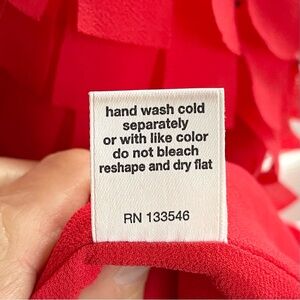 hand wash cold
separately
or with like color
do not bleach
reshape and dry flat
RN 133546